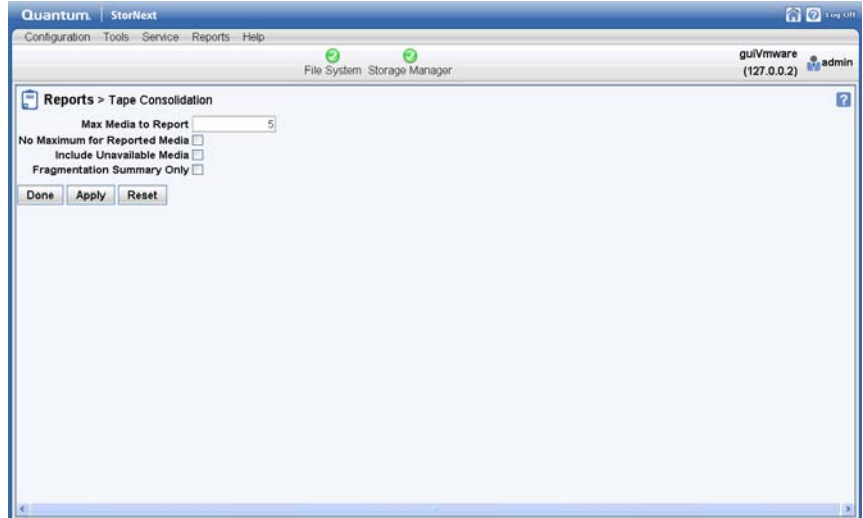 Quantum. StorNext Log Off
Configuration Tools Service Reports Help
File System Storage Manager
guiVmware
(127.0.0.2)
admin
Reports > Tape Consolidation
Max Media to Report 5
No Maximum for Reported Media
Include Unavailable Media
Fragmentation Summary Only
Done Apply Reset